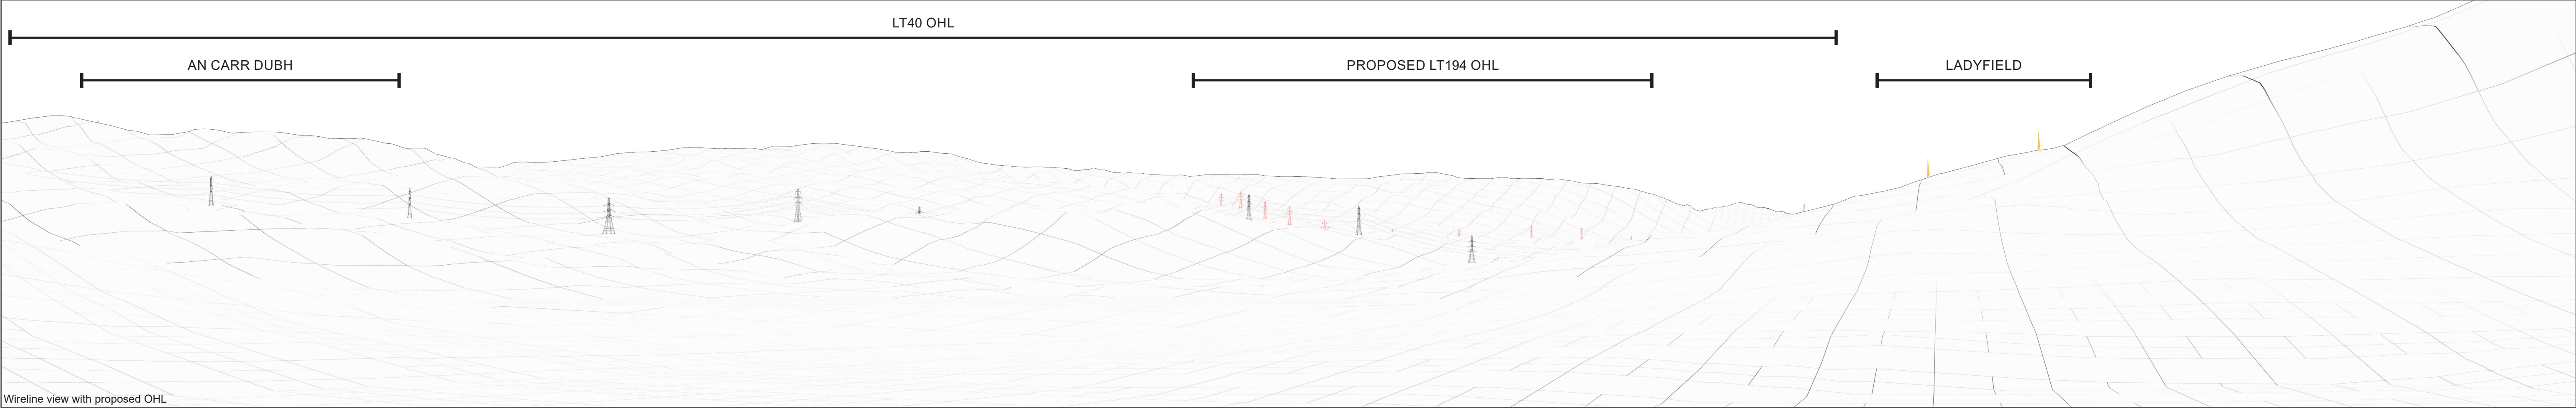 LT40 OHL
AN CARR DUBH
PROPOSED LT194 OHL
LADYFIELD
Wireline view with proposed OHL